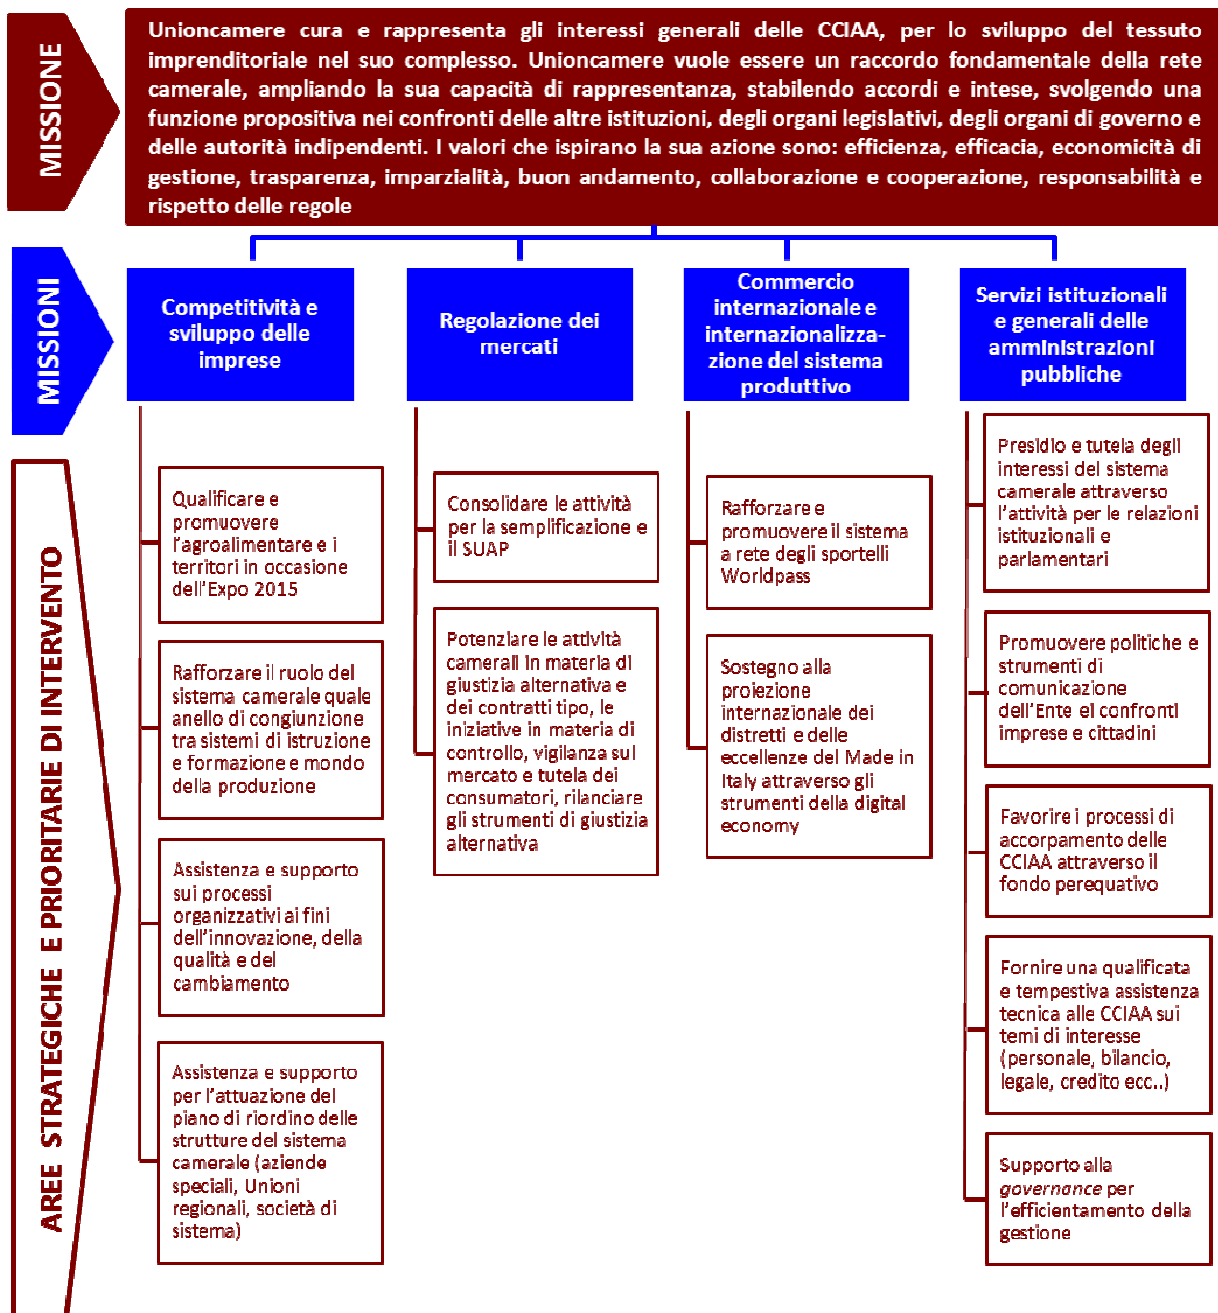 MISSIONE
Unioncamere cura e rappresenta gli interessi generali delle CCIAA, per lo sviluppo del tessuto
imprenditoriale nel suo complesso. Unioncamere vuole essere un raccordo fondamentale della rete
camerale, ampliando la sua capacità di rappresentanza, stabilendo accordi e intese, svolgendo una
funzione propositiva nei confronti delle altre istituzioni, degli organi legislativi, degli organi di governo e
delle autorità indipendenti. I valori che ispirano la sua azione sono: efficienza, efficacia, economicità di
gestione, trasparenza, imparzialità, buon andamento, collaborazione e cooperazione, responsabilità e
rispetto delle regole
MISSIONI
Competitività e
sviluppo delle
imprese
Regolazione dei
mercati
Commercio
internazionale e
internazionalizza-
zione del sistema
produttivo
Servizi istituzionali
e generali delle
amministrazioni
pubbliche
AREE STRATEGICHE E PRIORITARIE DI INTERVENTO
Qualificare e
promuovere
l'agroalimentare e i
territori in occasione
dell'Expo 2015
Rafforzare il ruolo del
sistema camerale quale
anello di congiunzione
tra sistemi di istruzione
e formazione e mondo
della produzione
Assistenza e supporto
sui processi
organizzativi ai fini
dell'innovazione, della
qualità e del
cambiamento
Assistenza e supporto
per l'attuazione del
piano di riordino delle
strutture del sistema
camerale (aziende
speciali, Unioni
regionali, società di
sistema)
Consolidare le attività
per la semplificazione e
il SUAP
Potenziare le attività
camerali in materia di
giustizia alternativa e
dei contratti tipo, le
iniziative in materia di
controllo, vigilanza sul
mercato e tutela dei
consumatori, rilanciare
gli strumenti di giustizia
alternativa
Rafforzare e
promuovere il sistema
a rete degli sportelli
Worldpass
Sostegno alla
proiezione
internazionale dei
distretti e delle
eccellenze del Made in
Italy attraverso gli
strumenti della digital
economy
Presidio e tutela degli
interessi del sistema
camerale attraverso
l'attività per le relazioni
istituzionali e
parlamentari
Promuovere politiche e
strumenti di
comunicazione
dell'Ente ei confronti
imprese e cittadini
Favorire i processi di
accorpamento delle
CCIAA attraverso il
fondo perequativo
Fornire una qualificata
e tempestiva assistenza
tecnica alle CCIAA sui
temi di interesse
(personale, bilancio,
legale, credito ecc..)
Supporto alla
governance per
l'efficientamento della
gestione